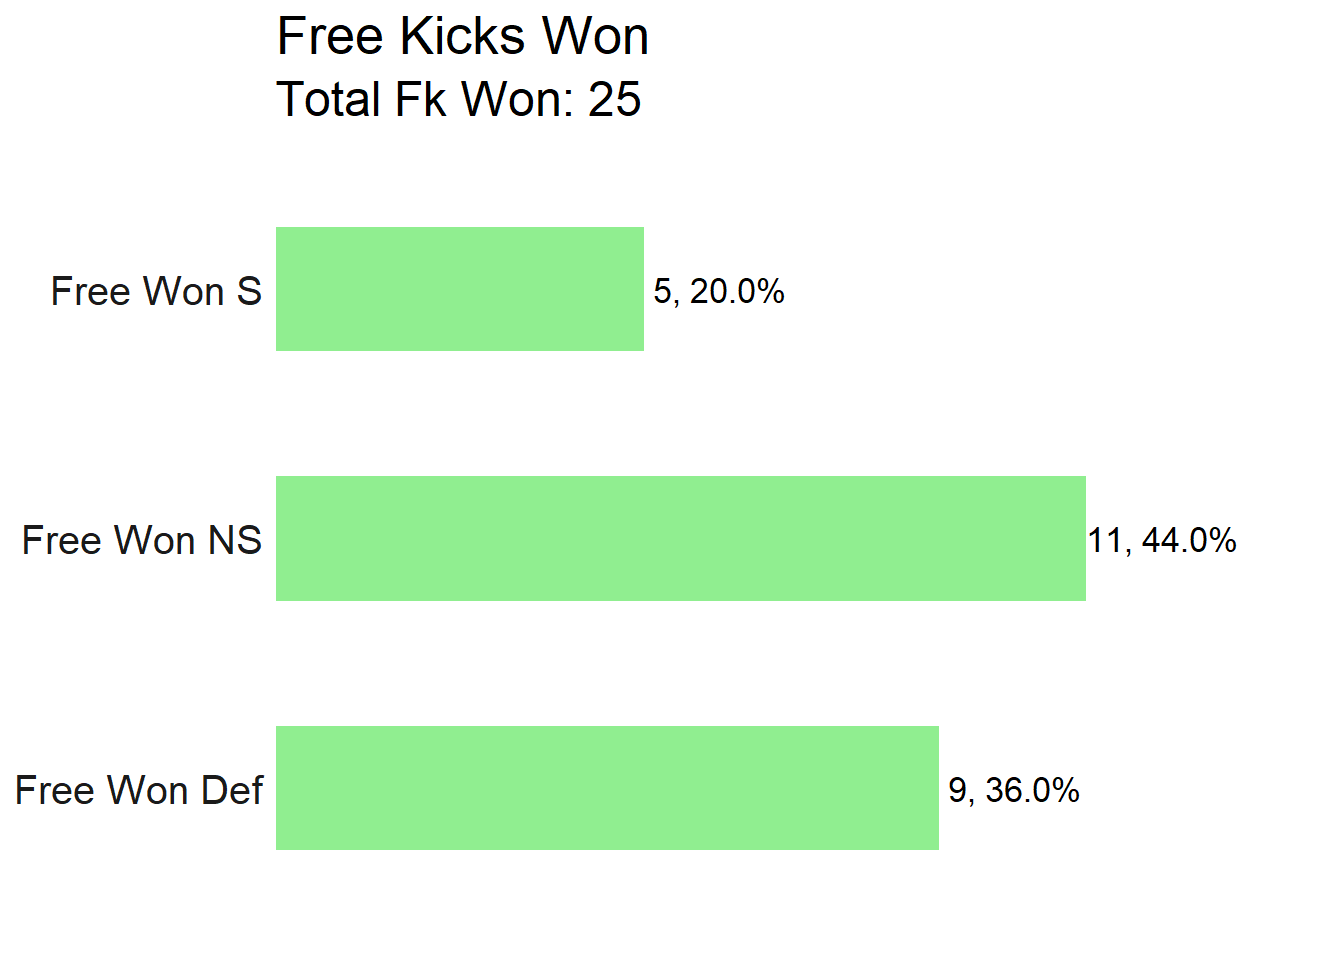 Free Kicks Won
Total Fk Won: 25
Free Won S
5, 20.0%
Free Won NS
11, 44.0%
Free Won Def
9, 36.0%